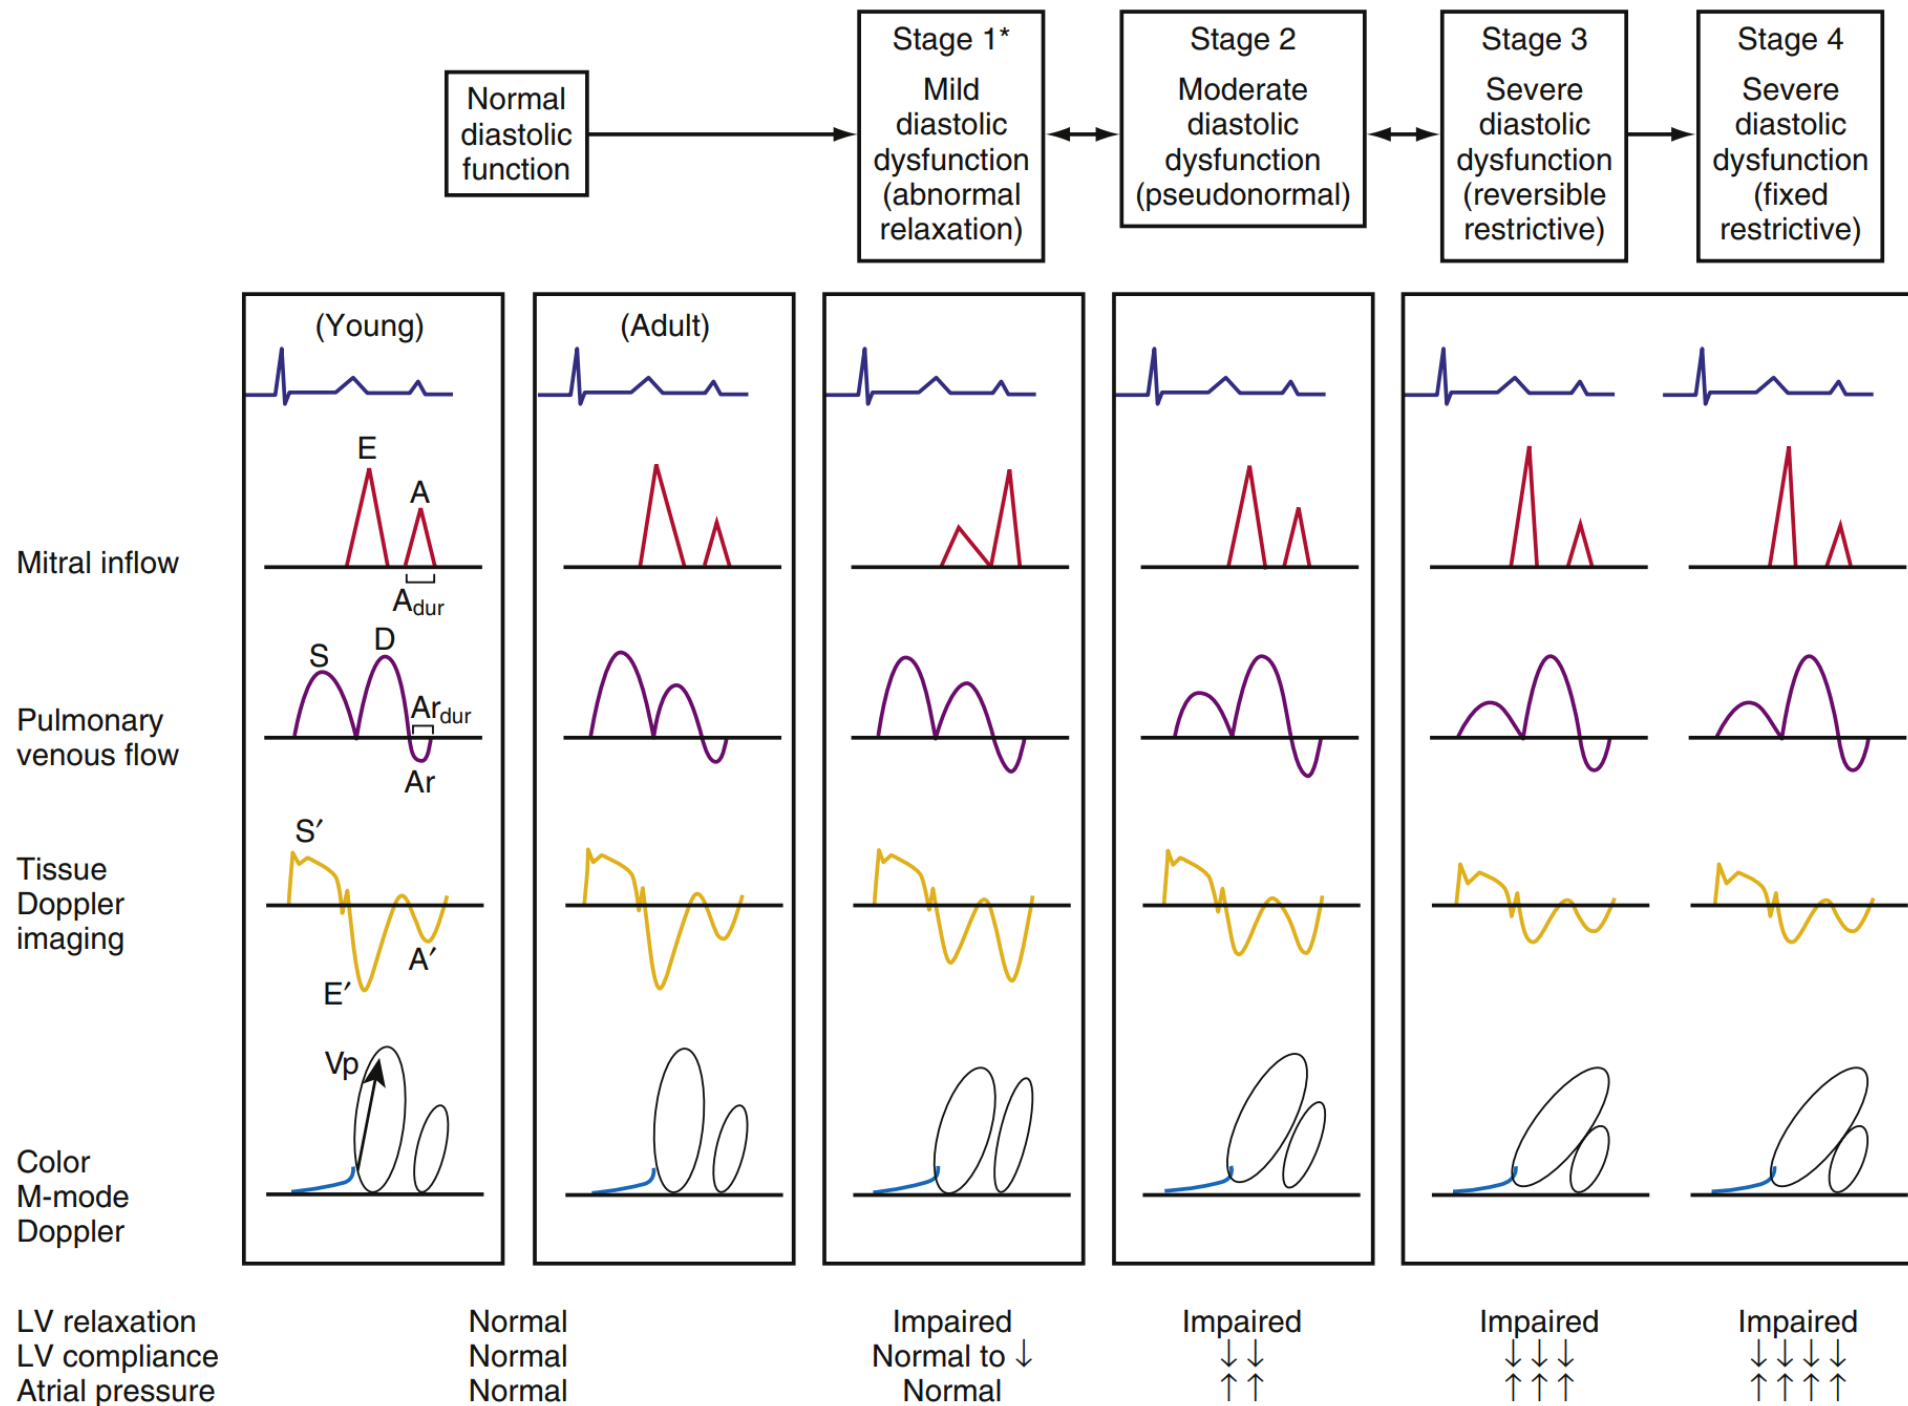 Normal
diastolic
function
Stage 1*
Mild
diastolic
dysfunction
(abnormal
relaxation)
Stage 2
Moderate
diastolic
dysfunction
(pseudonormal)
Stage 3
Severe
diastolic
dysfunction
(reversible
restrictive)
Stage 4
Severe
diastolic
dysfunction
(fixed
restrictive)
(Young)
(Adult)
E
A
Mitral inflow
Adur
S
D
Ardur
Pulmonary
venous flow
Ar
S′
Tissue
Doppler
imaging
A′
E′
Vp
Color
M-mode
Doppler
LV relaxation Normal Impaired Impaired Impaired Impaired
LV compliance Normal Normal to ↓ ↓↓ ↓↓↓ ↓↓↓↓
Atrial pressure Normal Normal ↑↑ ↑↑↑ ↑↑↑↑